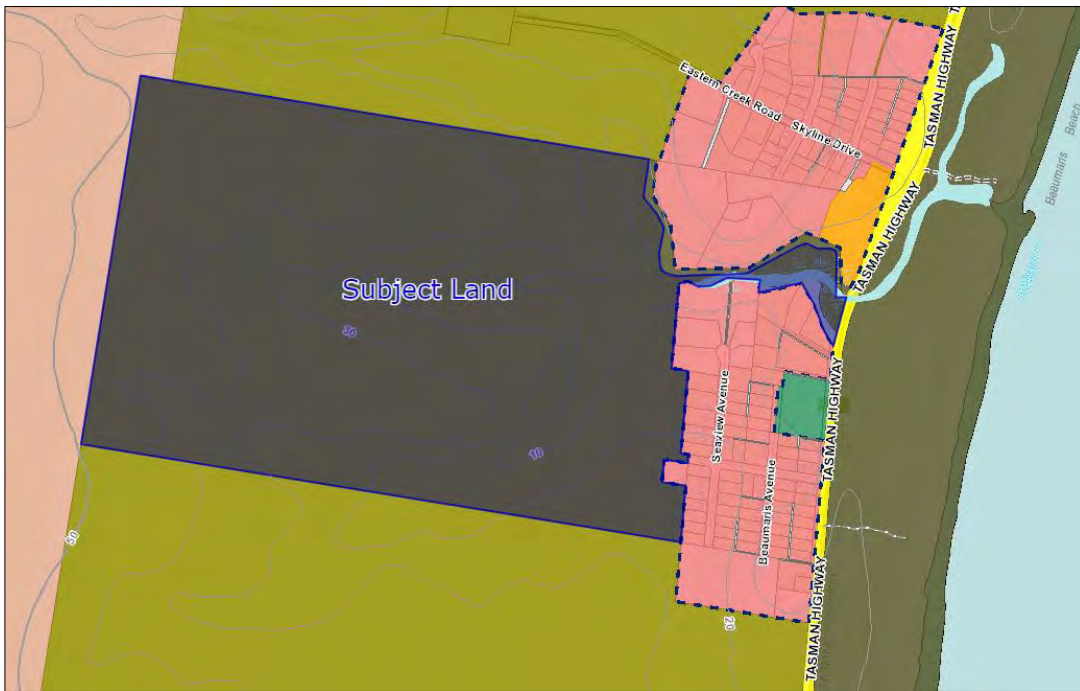 TASMAN HIGHWAY
Eastern Creek Road
Skyline Drive
Beaumaris Beach
TASMAN HIGHWAY
Subject Land
30
Seaview Avenue
TASMAN HIGHWAY
10
Beaumaris Avenue
50
20
TASMAN HIGHWAY